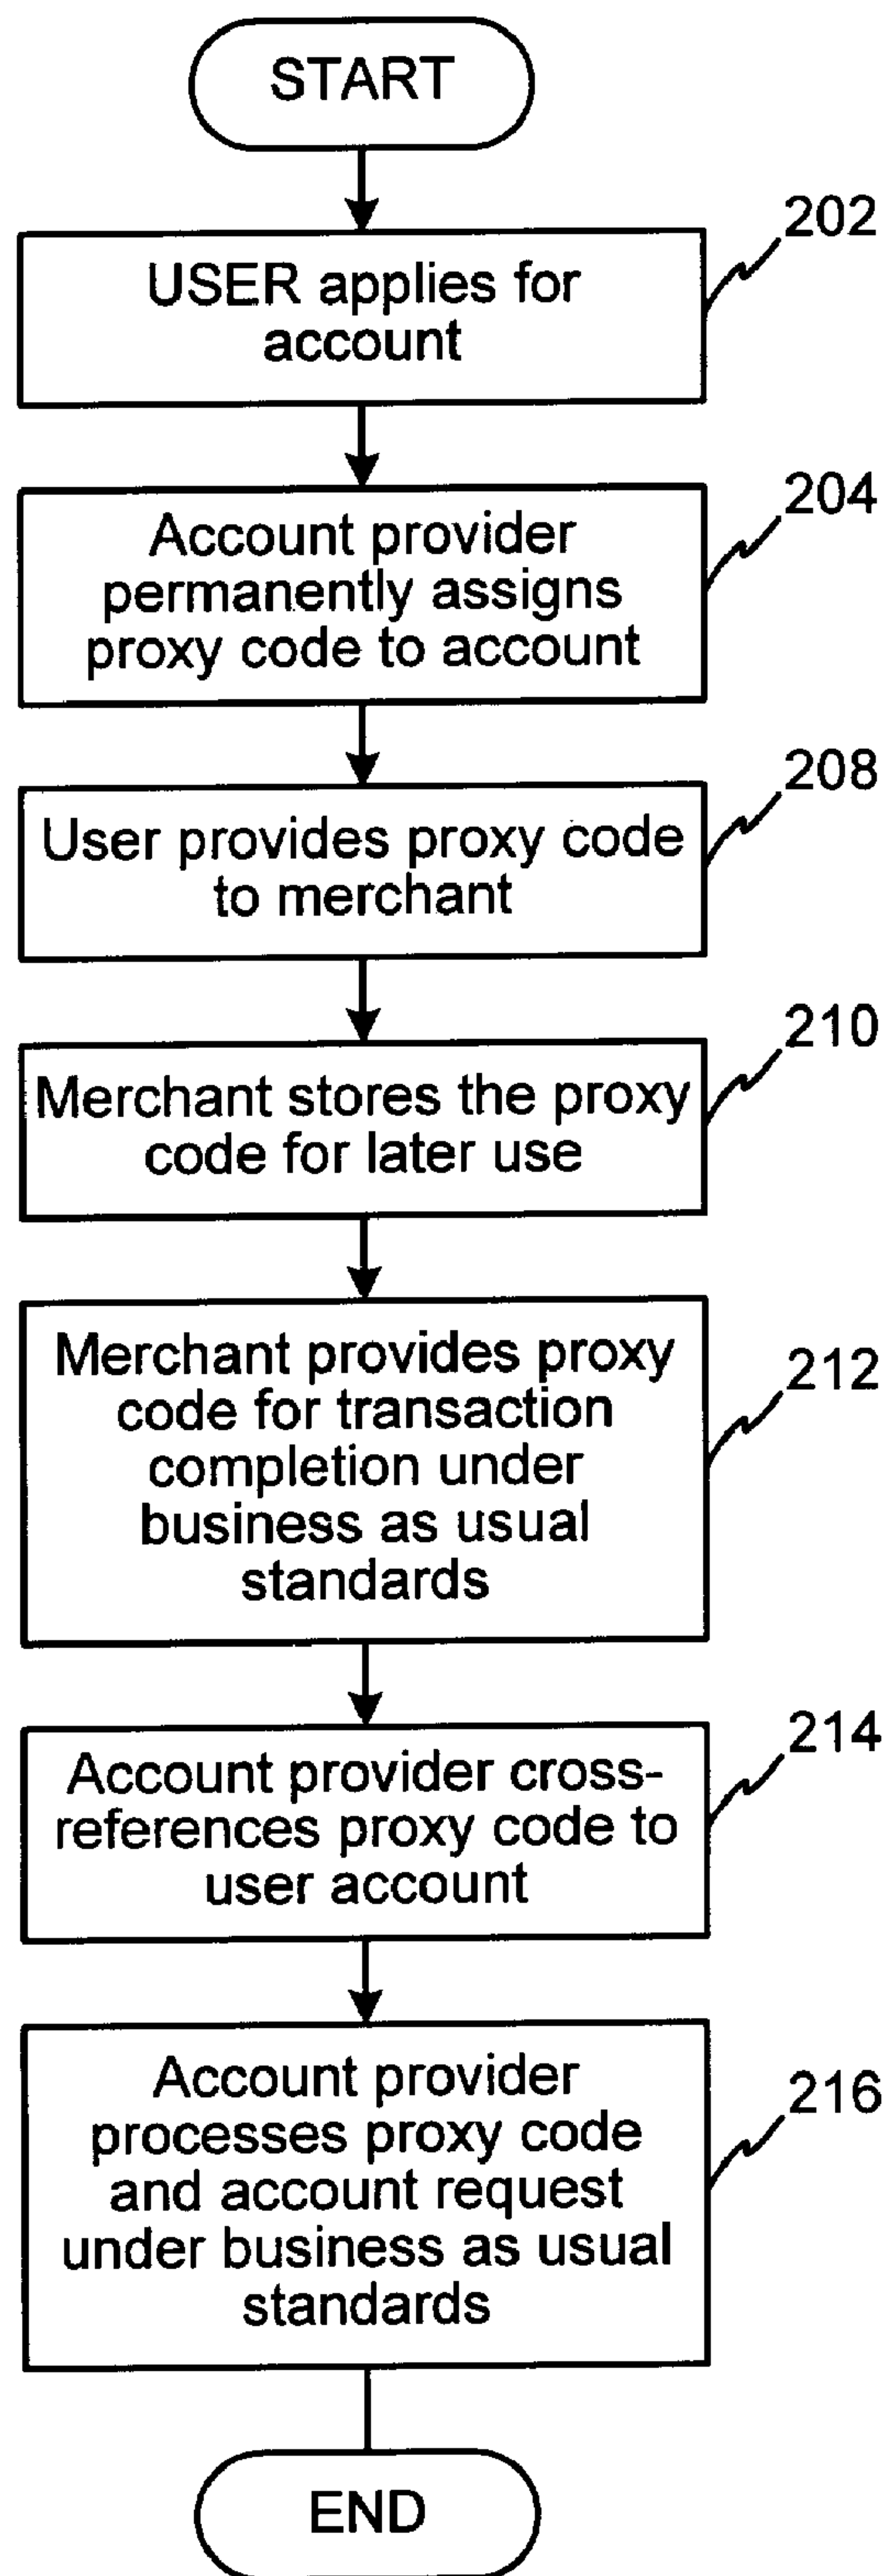 START
202
USER applies for
account
204
Account provider
permanently assigns
proxy code to account
208
User provides proxy code
to merchant
210
Merchant stores the proxy
code for later use
212
Merchant provides proxy
code for transaction
completion under
business as usual
standards
214
Account provider cross-
references proxy code to
user account
216
Account provider
processes proxy code
and account request
under business as usual
standards
END